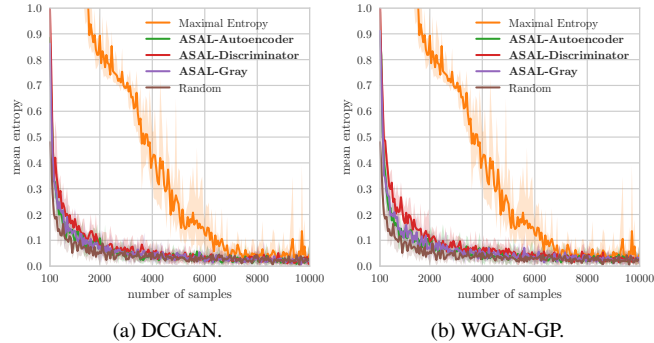 1.0
0.9
0.8
0.7
0.6
0.5
0.4
0.3
0.2
0.1
0.0
mean entropy
Maximal Entropy
ASAL-Autoencoder
ASAL-Discriminator
ASAL-Gray
Random
100 2000 4000 6000 8000 10000
number of samples
(a) DCGAN.
1.0
0.9
0.8
0.7
0.6
0.5
0.4
0.3
0.2
0.1
0.0
mean entropy
Maximal Entropy
ASAL-Autoencoder
ASAL-Discriminator
ASAL-Gray
Random
100 2000 4000 6000 8000 10000
number of samples
(b) WGAN-GP.